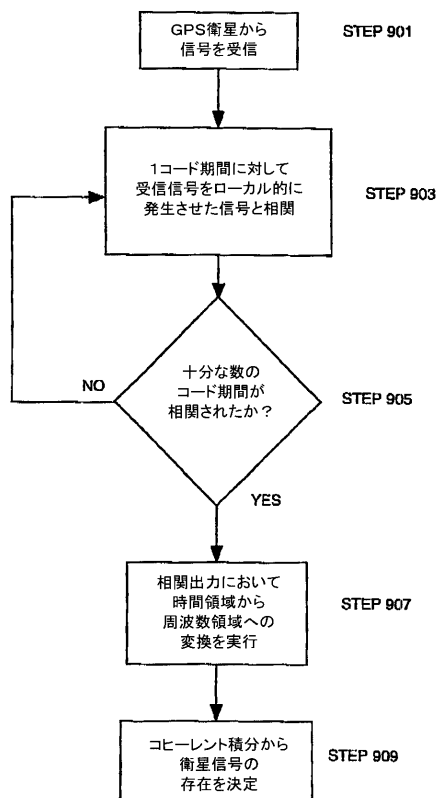 GPS衛星から
信号を受信
STEP 901
1コード期間に対して
受信信号をローカル的に
発生させた信号と相関
STEP 903
十分な数の
コード期間が
相関されたか？
NO
STEP 905
YES
相関出力において
時間領域から
周波数領域への
変換を実行
STEP 907
コヒーレント積分から
衛星信号の
存在を決定
STEP 909